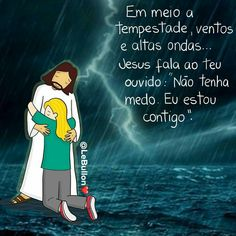 Em meio a
tempestade, ventos
e altas ondas...
Jesus fala ao teu
ouvido: "Não tenha
medo. Eu estou
contigo".
@LeBullon